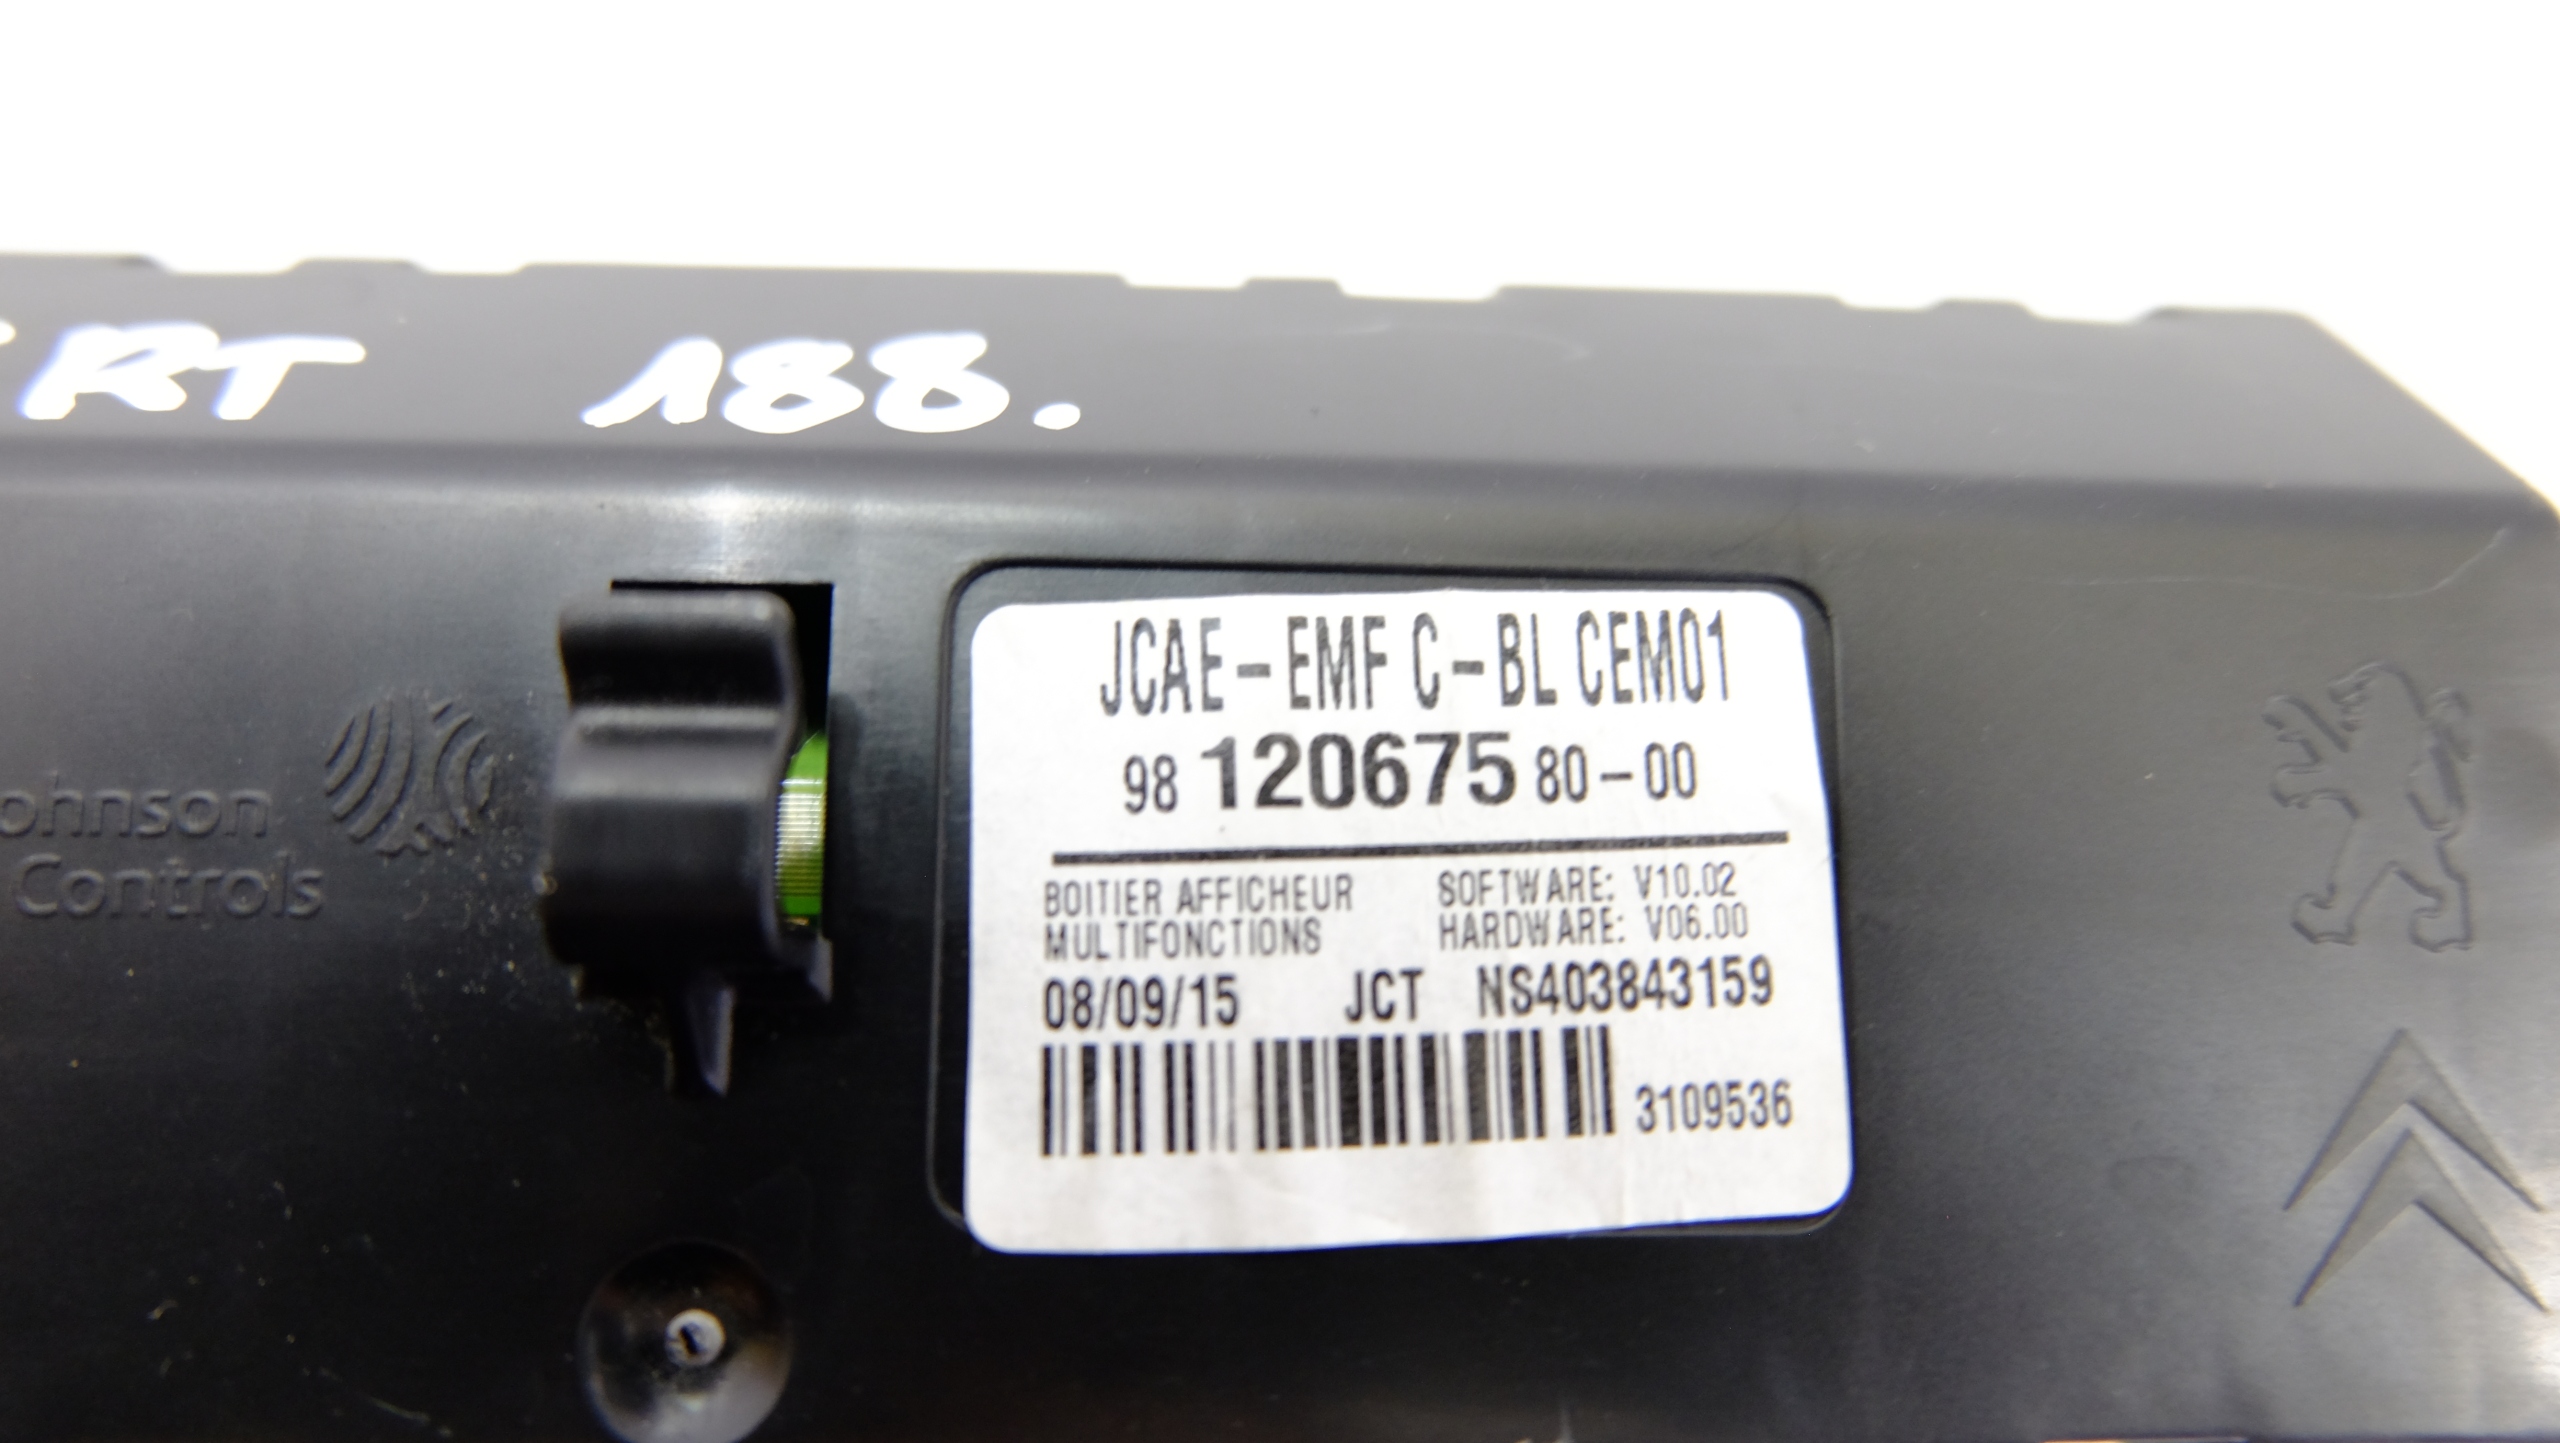 RT 188.
JCAE-EMF C-BL CEM01
98 120675 80-00
BOITIER AFFICHEUR SOFTWARE: V10.02
MULTIFONCTIONS HARDWARE: V06.00
08/09/15 JCT NS403843159
3109536
ohnson
Controls